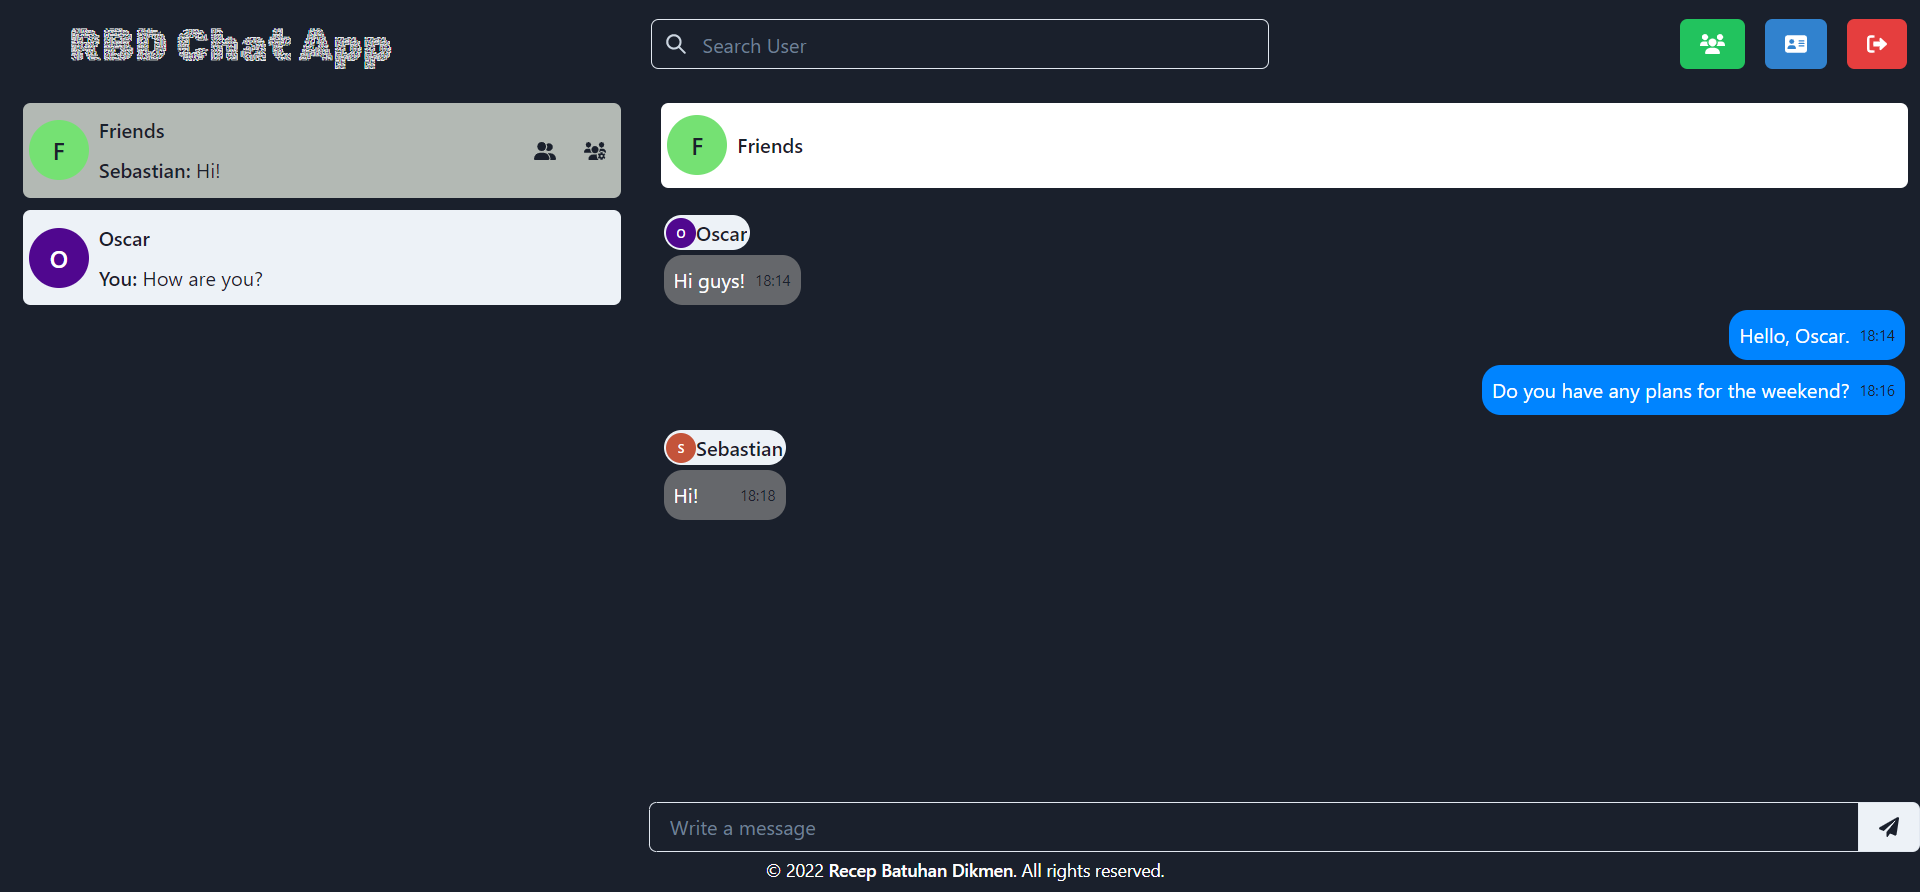 RBD Chat App
Search User
F
Friends
Sebastian: Hi!
O
Oscar
You: How are you?
F
Friends
O Oscar
Hi guys! 18:14
Hello, Oscar. 18:14
Do you have any plans for the weekend? 18:16
S Sebastian
Hi! 18:18
Write a message
© 2022 Recep Batuhan Dikmen. All rights reserved.